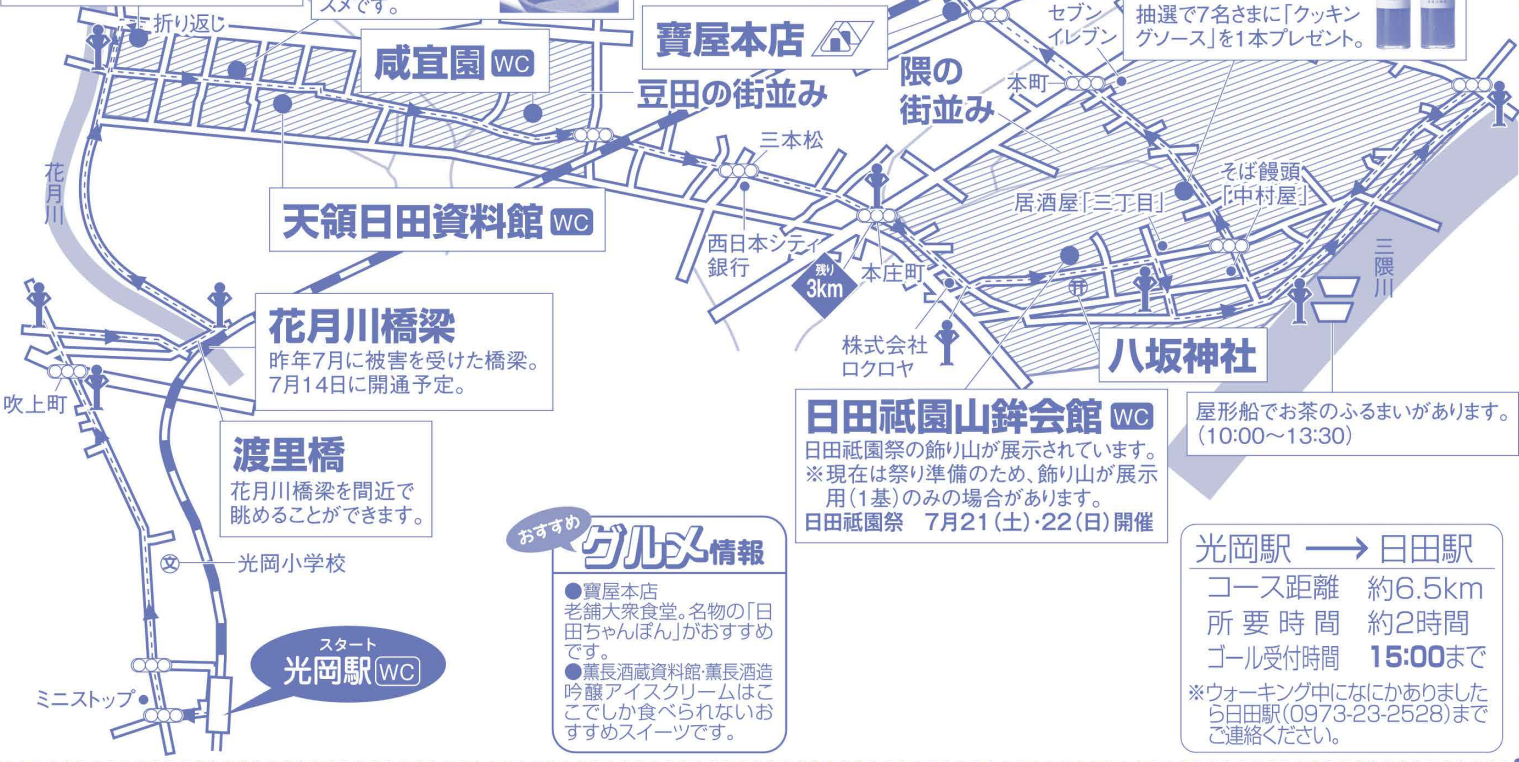 スメです。
折り返し
咸宜園 WC
寶屋本店
豆田の街並み
隈の
街並み
セブン
イレブン
抽選で7名さまに「クッキン
グソース」を1本プレゼント。
本町
三本松
花月川
天領日田資料館 WC
西日本シティ
銀行
残り
3km
本庄町
居酒屋「三丁目」
そば饅頭
「中村屋」
三隈川
花月川橋梁
昨年7月に被害を受けた橋梁。
7月14日に開通予定。
株式会社
ロクロヤ
八坂神社
吹上町
渡里橋
花月川橋梁を間近で
眺めることができます。
日田祗園山鉾会館 WC
日田祗園祭の飾り山が展示されています。
※現在は祭り準備のため、飾り山が展示
用(1基)のみの場合があります。
日田祗園祭 7月21(土)・22(日)開催
屋形船でお茶のふるまいがあります。
(10:00〜13:30)
文
光岡小学校
スタート
光岡駅 WC
ミニストップ
おすすめ
グルメ情報
●寶屋本店
老舗大衆食堂。名物の「日
田ちゃんぽん」がおすすめ
です。
●薫長酒蔵資料館・薫長酒造
吟醸アイスクリームはこ
こでしか食べられないお
すすめスイーツです。
光岡駅 → 日田駅
コース距離 約6.5km
所要時間 約2時間
ゴール受付時間 15:00まで
※ウォーキング中になにかありました
ら日田駅(0973-23-2528)まで
ご連絡ください。